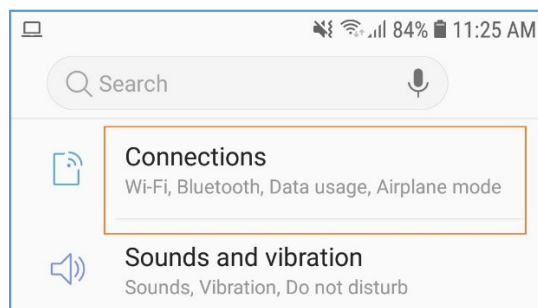 84% 11:25 AM
Search
Connections
Wi-Fi, Bluetooth, Data usage, Airplane mode
Sounds and vibration
Sounds, Vibration, Do not disturb